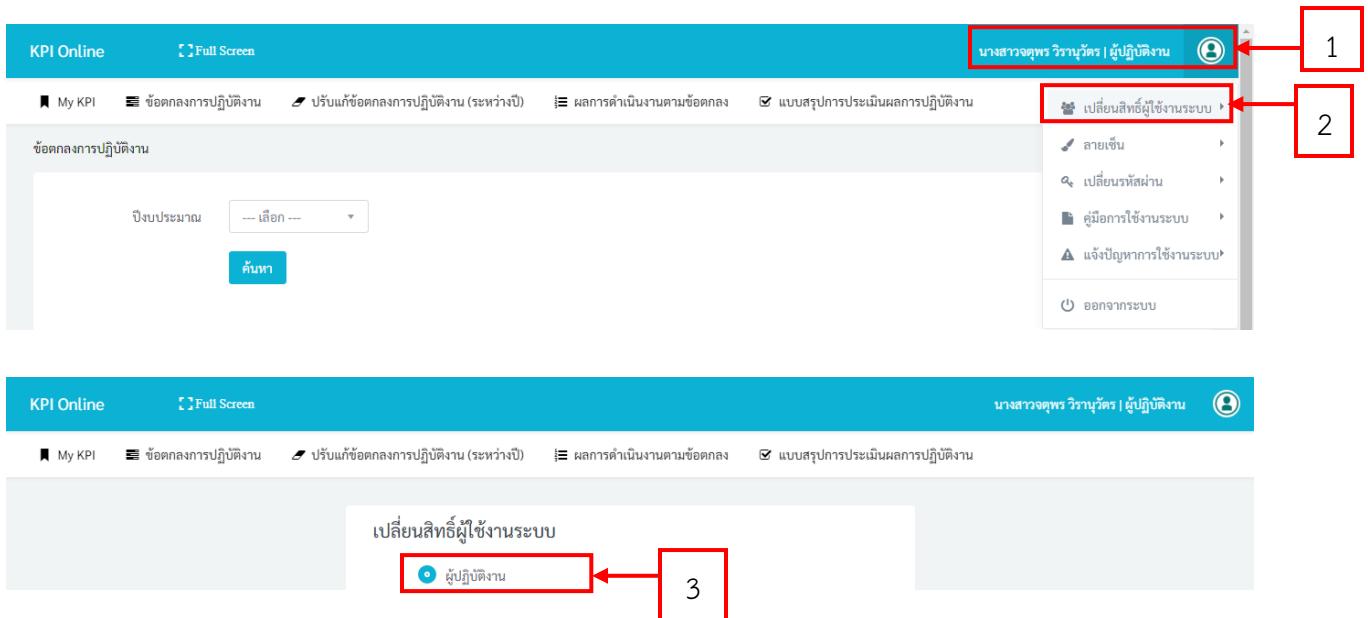 KPI Online Full Screen นางสาวจตุพร วิรานุวัตร | ผู้ปฏิบัติงาน 1
My KPI ข้อตกลงการปฏิบัติงาน ปรับแก้ข้อตกลงการปฏิบัติงาน (ระหว่างปี) ผลการดำเนินงานตามข้อตกลง แบบสรุปการประเมินผลการปฏิบัติงาน
เปลี่ยนสิทธิ์ผู้ใช้งานระบบ 2
ข้อตกลงการปฏิบัติงาน
ลายเซ็น
เปลี่ยนรหัสผ่าน
ปีงบประมาณ --- เลือก ---
คู่มือการใช้งานระบบ
แจ้งปัญหาการใช้งานระบบ
ค้นหา
ออกจากระบบ
KPI Online Full Screen นางสาวจตุพร วิรานุวัตร | ผู้ปฏิบัติงาน
My KPI ข้อตกลงการปฏิบัติงาน ปรับแก้ข้อตกลงการปฏิบัติงาน (ระหว่างปี) ผลการดำเนินงานตามข้อตกลง แบบสรุปการประเมินผลการปฏิบัติงาน
เปลี่ยนสิทธิ์ผู้ใช้งานระบบ
ผู้ปฏิบัติงาน 3